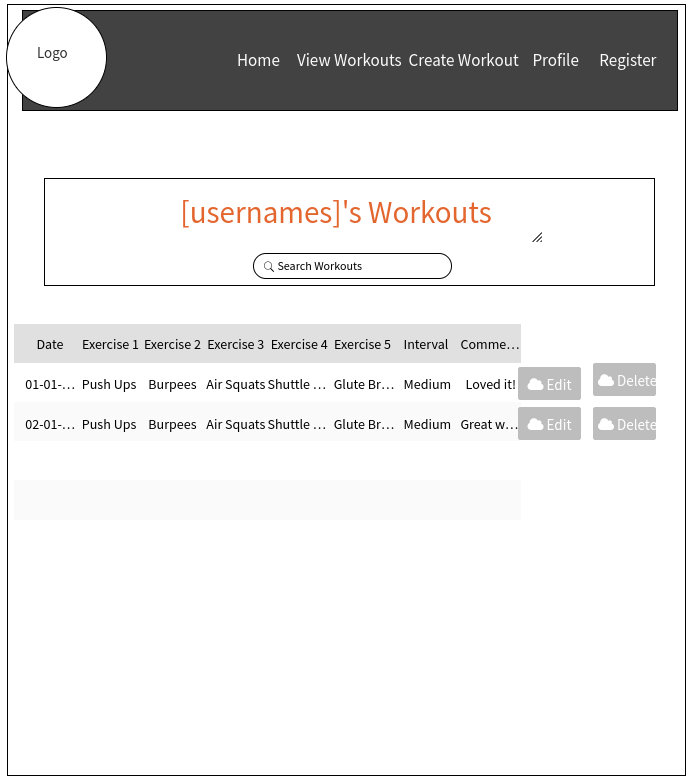 Logo
Home View Workouts Create Workout Profile Register
[usernames]'s Workouts
Search Workouts
Date Exercise 1 Exercise 2 Exercise 3 Exercise 4 Exercise 5 Interval Comme…
01-01-… Push Ups Burpees Air Squats Shuttle … Glute Br… Medium Loved it! Edit Delete
02-01-… Push Ups Burpees Air Squats Shuttle … Glute Br… Medium Great w… Edit Delete